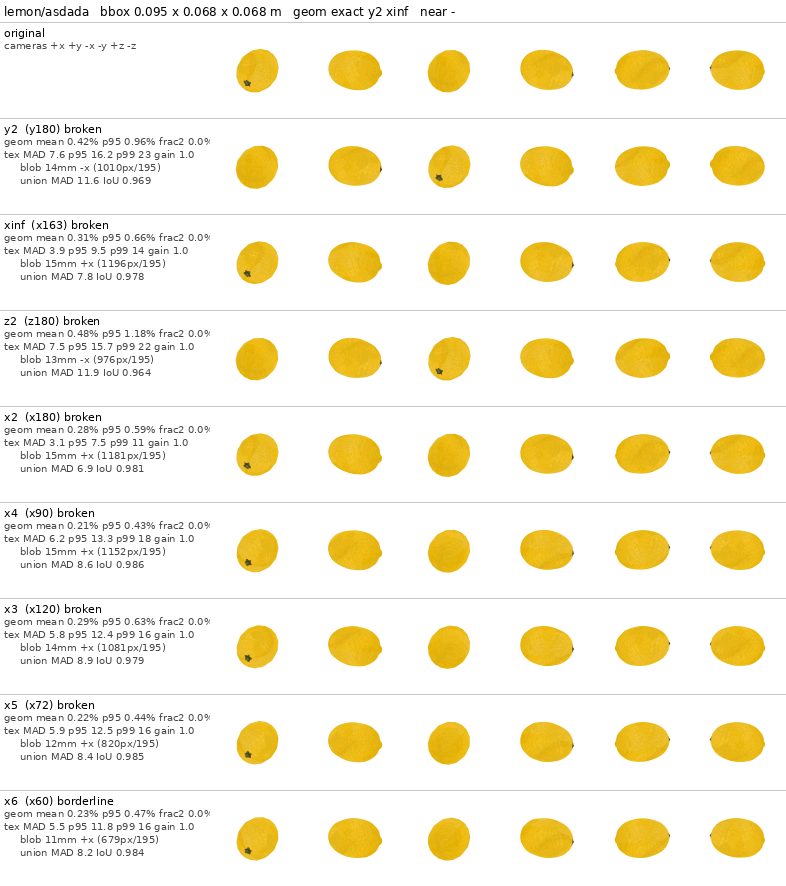 lemon/asdada   bbox 0.095 x 0.068 x 0.068 m   geom exact y2 xinf   near -
original
cameras +x +y -x -y +z -z
y2  (y180) broken
geom mean 0.42% p95 0.96% frac2 0.0%
tex MAD 7.6 p95 16.2 p99 23 gain 1.0
blob 14mm -x (1010px/195)
union MAD 11.6 IoU 0.969
xinf  (x163) broken
geom mean 0.31% p95 0.66% frac2 0.0%
tex MAD 3.9 p95 9.5 p99 14 gain 1.0
blob 15mm +x (1196px/195)
union MAD 7.8 IoU 0.978
z2  (z180) broken
geom mean 0.48% p95 1.18% frac2 0.0%
tex MAD 7.5 p95 15.7 p99 22 gain 1.0
blob 13mm -x (976px/195)
union MAD 11.9 IoU 0.964
x2  (x180) broken
geom mean 0.28% p95 0.59% frac2 0.0%
tex MAD 3.1 p95 7.5 p99 11 gain 1.0
blob 15mm +x (1181px/195)
union MAD 6.9 IoU 0.981
x4  (x90) broken
geom mean 0.21% p95 0.43% frac2 0.0%
tex MAD 6.2 p95 13.3 p99 18 gain 1.0
blob 15mm +x (1152px/195)
union MAD 8.6 IoU 0.986
x3  (x120) broken
geom mean 0.29% p95 0.63% frac2 0.0%
tex MAD 5.8 p95 12.4 p99 16 gain 1.0
blob 14mm +x (1081px/195)
union MAD 8.9 IoU 0.979
x5  (x72) broken
geom mean 0.22% p95 0.44% frac2 0.0%
tex MAD 5.9 p95 12.5 p99 16 gain 1.0
blob 12mm +x (820px/195)
union MAD 8.4 IoU 0.985
x6  (x60) borderline
geom mean 0.23% p95 0.47% frac2 0.0%
tex MAD 5.5 p95 11.8 p99 16 gain 1.0
blob 11mm +x (679px/195)
union MAD 8.2 IoU 0.984